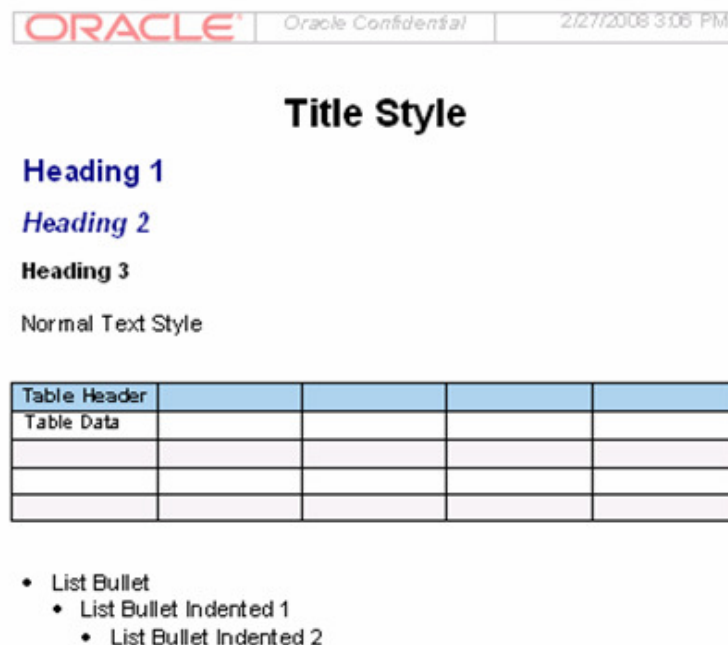 ORACLE Oracle Confidential 2/27/2008 3:06 PM
Title Style
Heading 1
Heading 2
Heading 3
Normal Text Style
Table Header
Table Data
• List Bullet
• List Bullet Indented 1
• List Bullet Indented 2